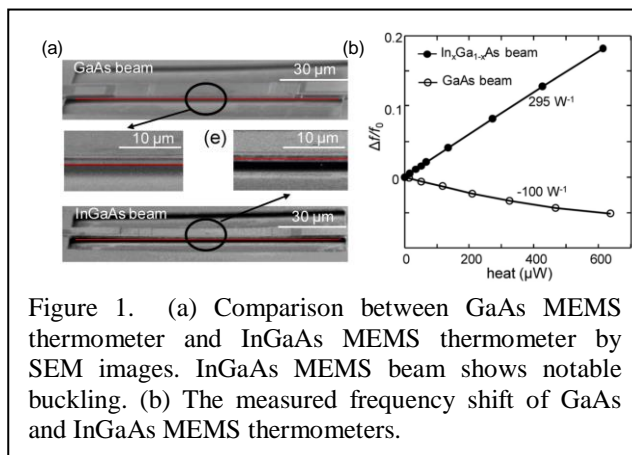 (a)
GaAs beam
30 µm
10 µm
(e)
10 µm
InGaAs beam
30 µm
(b)
0.2
InₓGa₁₋ₓAs beam
GaAs beam
295 W⁻¹
0.1
Δf/f₀
0
-100 W⁻¹
0 200 400 600
heat (µW)
Figure 1. (a) Comparison between GaAs MEMS
thermometer and InGaAs MEMS thermometer by
SEM images. InGaAs MEMS beam shows notable
buckling. (b) The measured frequency shift of GaAs
and InGaAs MEMS thermometers.